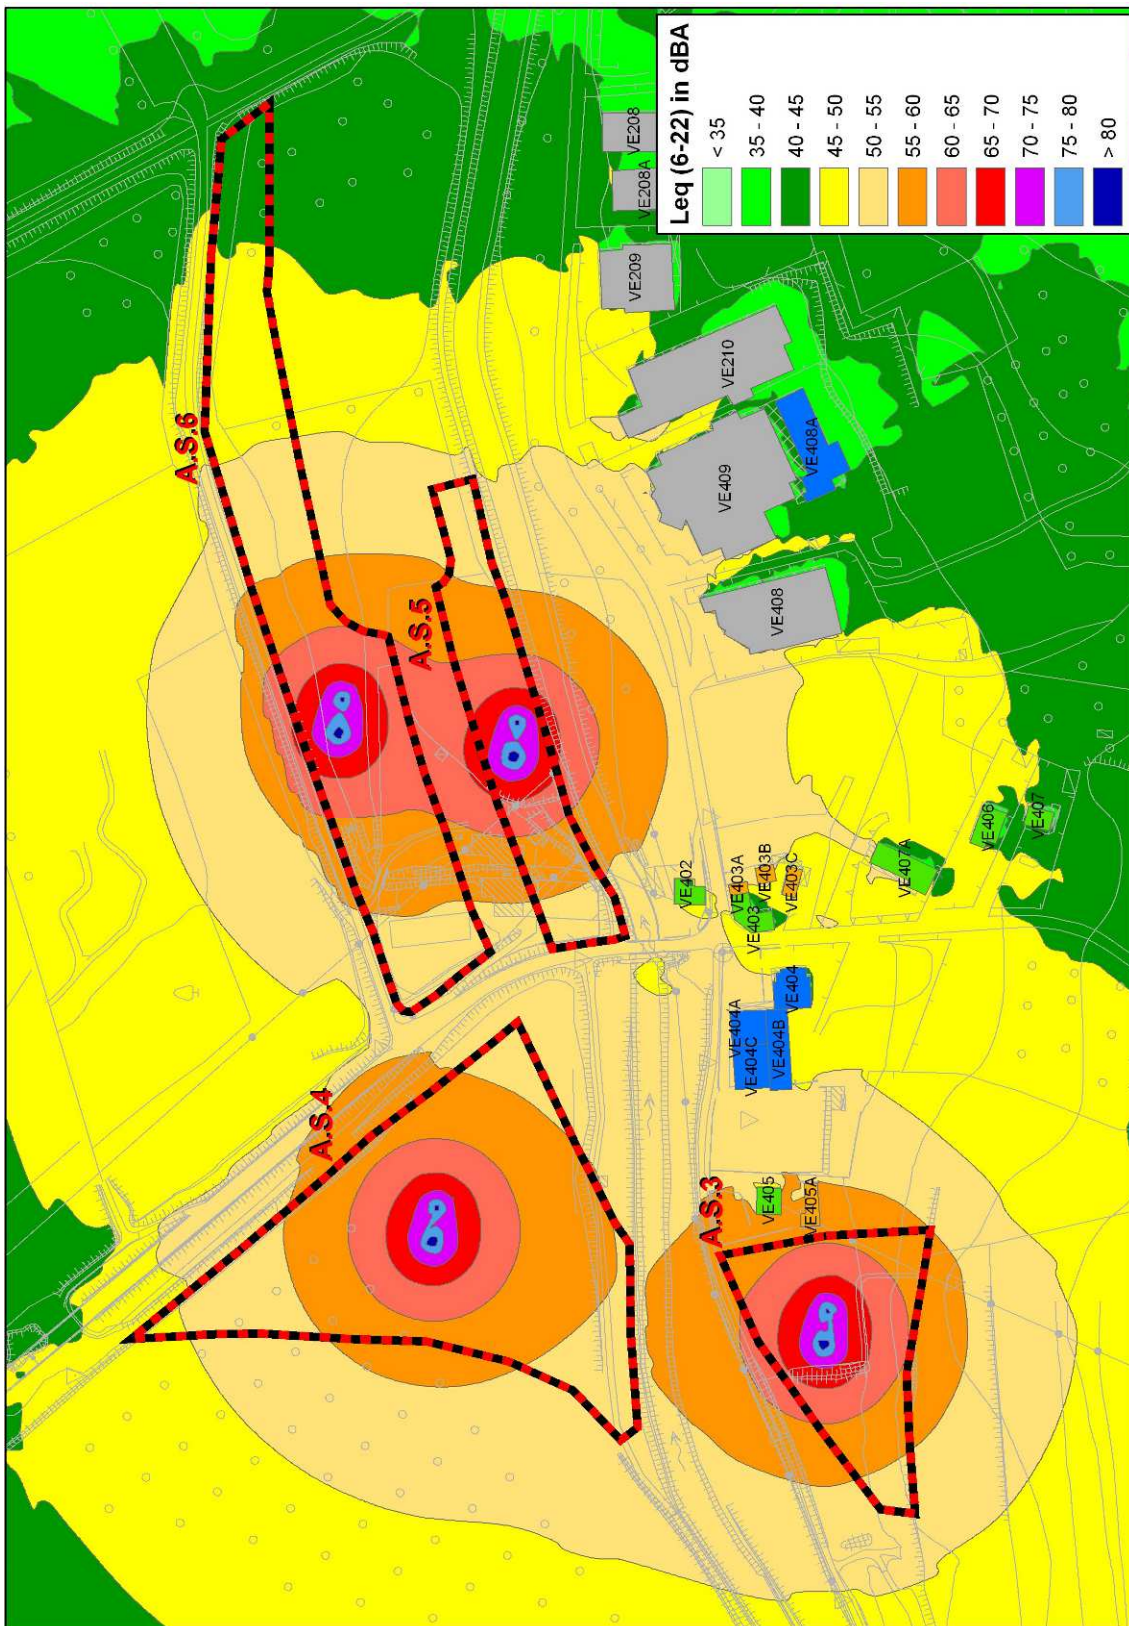 A.S.6
A.S.5
A.S.4
A.S.3
VE208
VE208A
VE209
VE210
VE409
VE408A
VE408
VE402
VE403A
VE403B
VE403C
VE403
VE407A
VE406
VE407
VE404
VE404A
VE404C
VE404B
VE405
VE405A
Leq (6-22) in dBA
< 35
35 - 40
40 - 45
45 - 50
50 - 55
55 - 60
60 - 65
65 - 70
70 - 75
75 - 80
> 80